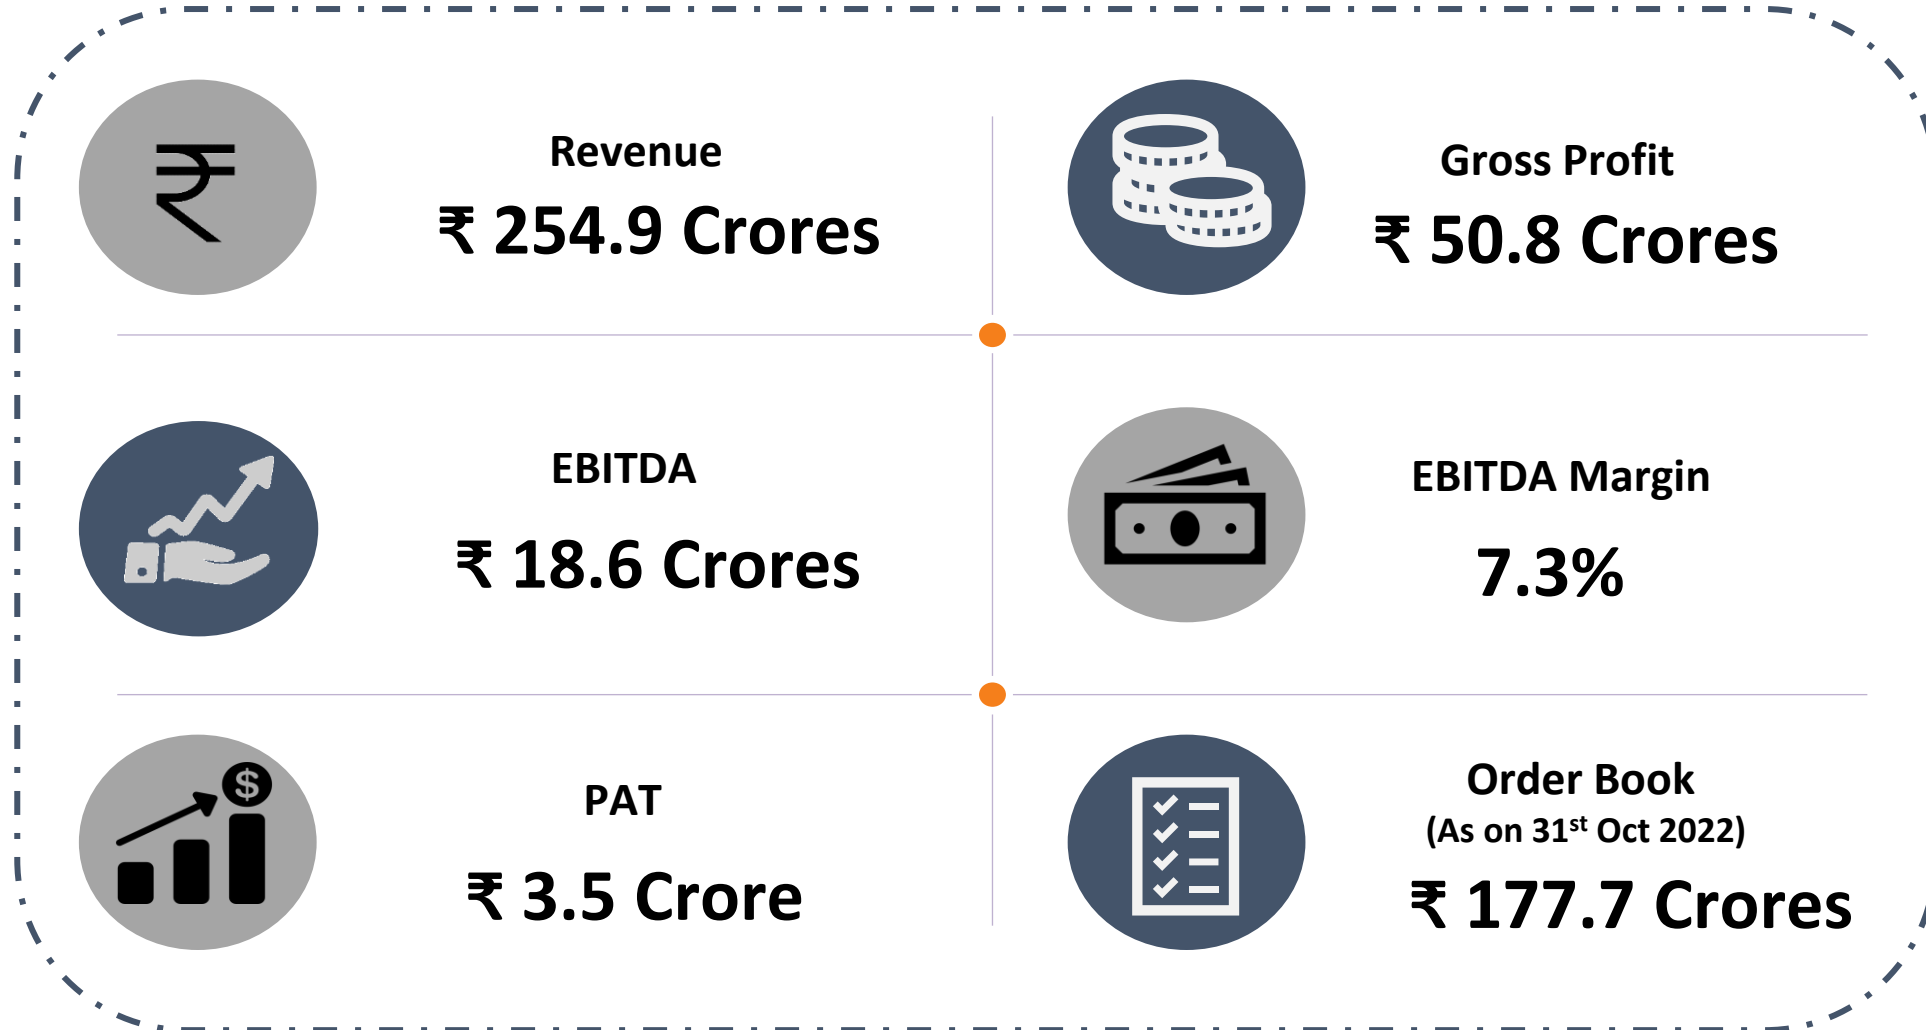 Revenue
₹ 254.9 Crores
Gross Profit
₹ 50.8 Crores
EBITDA
₹ 18.6 Crores
EBITDA Margin
7.3%
PAT
₹ 3.5 Crore
Order Book
(As on 31st Oct 2022)
₹ 177.7 Crores